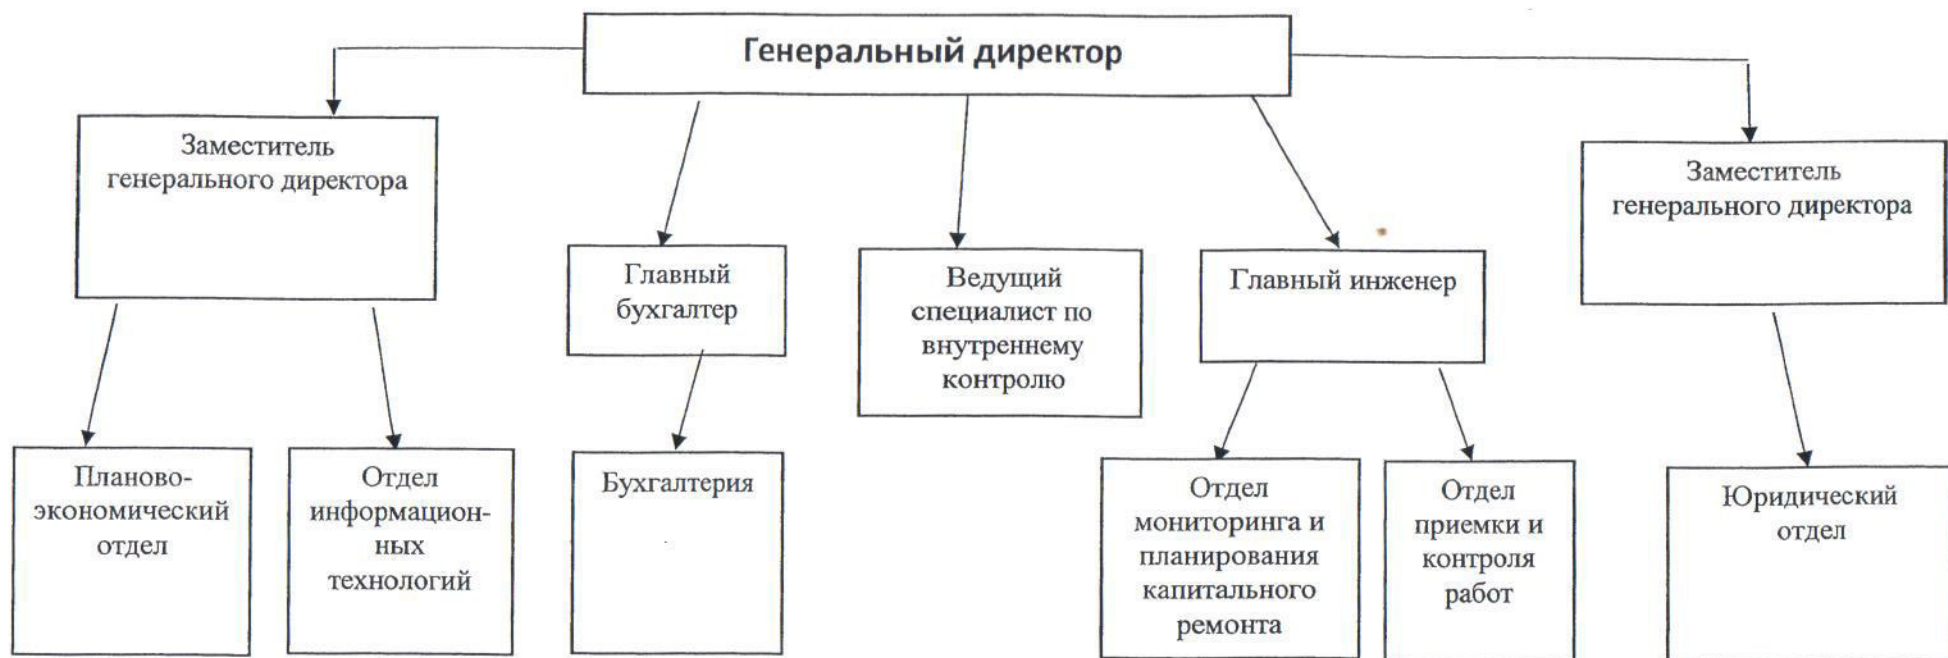 Генеральный директор
Заместитель
генерального директора
Главный
бухгалтер
Ведущий
специалист по
внутреннему
контролю
Главный инженер
Заместитель
генерального директора
Планово-
экономический
отдел
Отдел
информацион-
ных
технологий
Бухгалтерия
Отдел
мониторинга и
планирования
капитального
ремонта
Отдел
приемки и
контроля
работ
Юридический
отдел